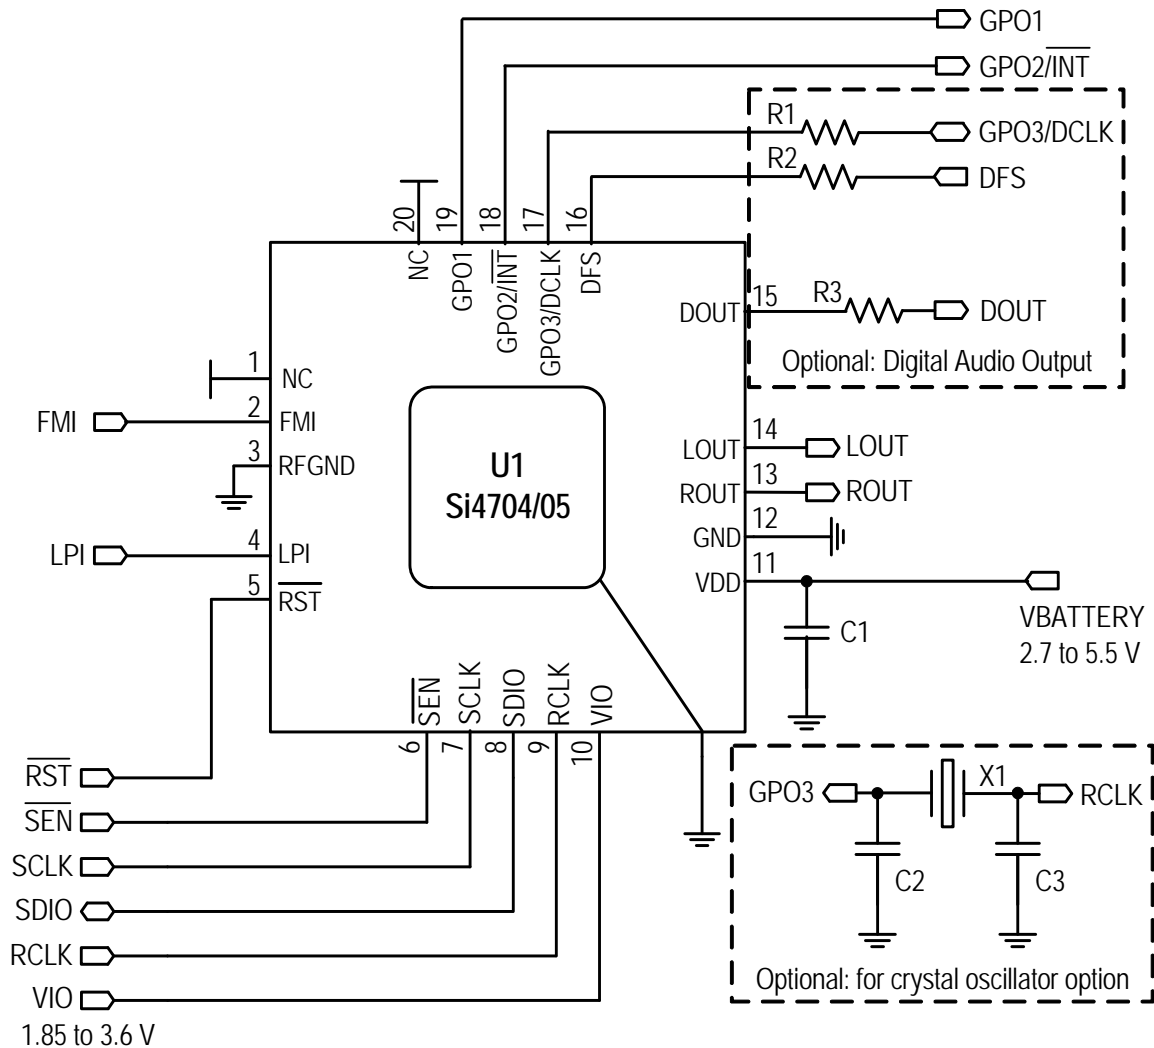 GPO1
GPO2/INT
R1
GPO3/DCLK
R2
DFS
20
19
18
17
16
NC
GPO1
GPO2/INT
GPO3/DCLK
DFS
DOUT
15
R3
DOUT
Optional: Digital Audio Output
1
NC
FMI
2
FMI
3
RFGND
U1
Si4704/05
LOUT
14
LOUT
ROUT
13
ROUT
GND
12
LPI
4
LPI
VDD
11
5
RST
VBATTERY
2.7 to 5.5 V
C1
SEN
SCLK
SDIO
RCLK
VIO
6
7
8
9
10
RST
SEN
SCLK
SDIO
RCLK
VIO
1.85 to 3.6 V
GPO3
X1
RCLK
C2
C3
Optional: for crystal oscillator option